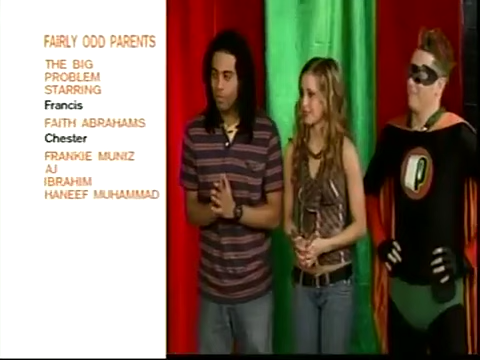 FAIRLY ODD PARENTS
THE BIG
PROBLEM
STARRING
Francis
FAITH ABRAHAMS
Chester
FRANKIE MUNIZ
AJ
IBRAHIM
HANEEF MUHAMMAD
P